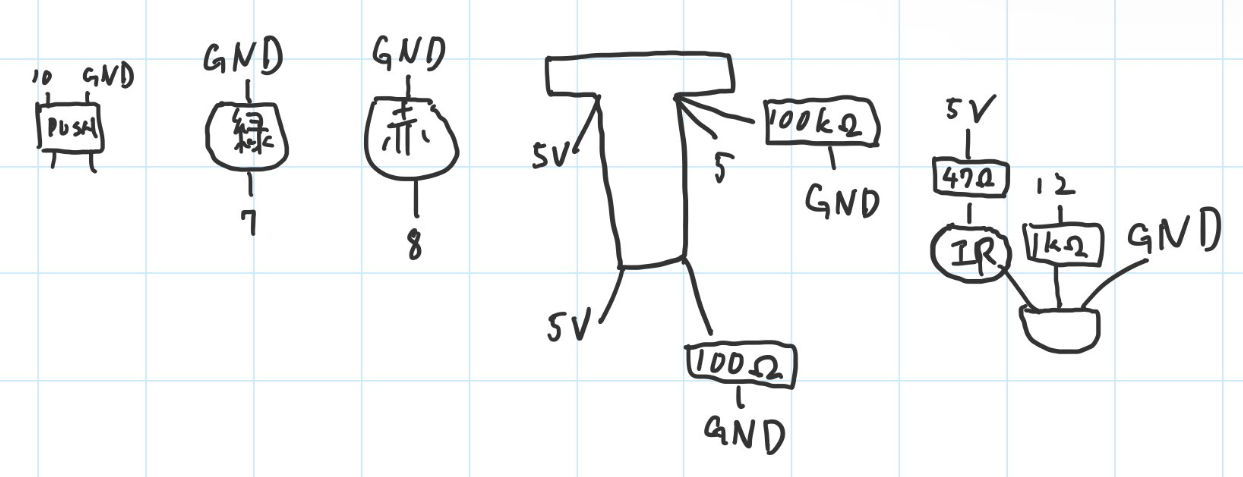 10 GND
PUSH
GND
緑
7
GND
赤
8
5V
5
100kΩ
GND
5V
100Ω
GND
5V
47Ω
IR
12
1kΩ
GND